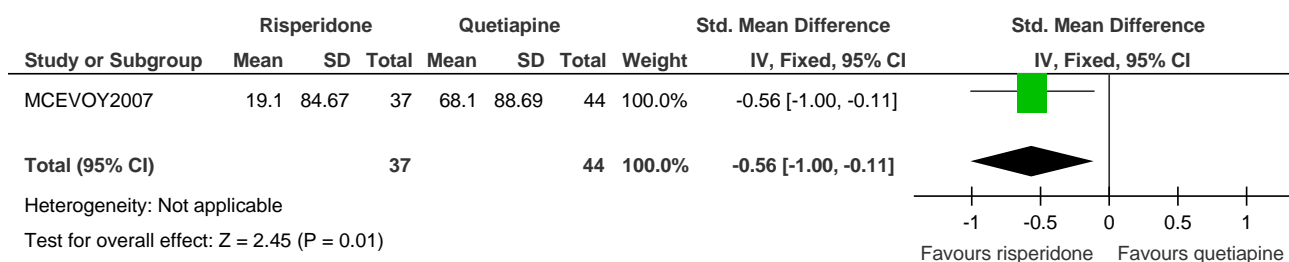 Risperidone Quetiapine Std. Mean Difference Std. Mean Difference
Study or Subgroup Mean SD Total Mean SD Total Weight IV, Fixed, 95% CI IV, Fixed, 95% CI
MCEVOY2007 19.1 84.67 37 68.1 88.69 44 100.0% -0.56 [-1.00, -0.11]
Total (95% CI) 37 44 100.0% -0.56 [-1.00, -0.11]
Heterogeneity: Not applicable
Test for overall effect: Z = 2.45 (P = 0.01)
-1 -0.5 0 0.5 1
Favours risperidone Favours quetiapine